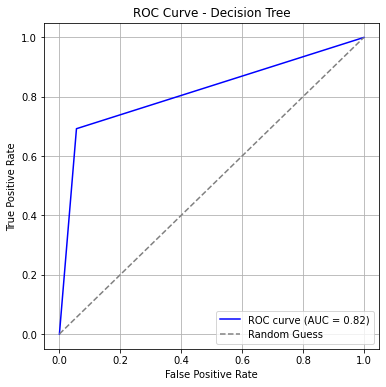 ROC Curve - Decision Tree
True Positive Rate
1.0
0.8
0.6
0.4
0.2
0.0
ROC curve (AUC = 0.82)
Random Guess
0.0 0.2 0.4 0.6 0.8 1.0
False Positive Rate